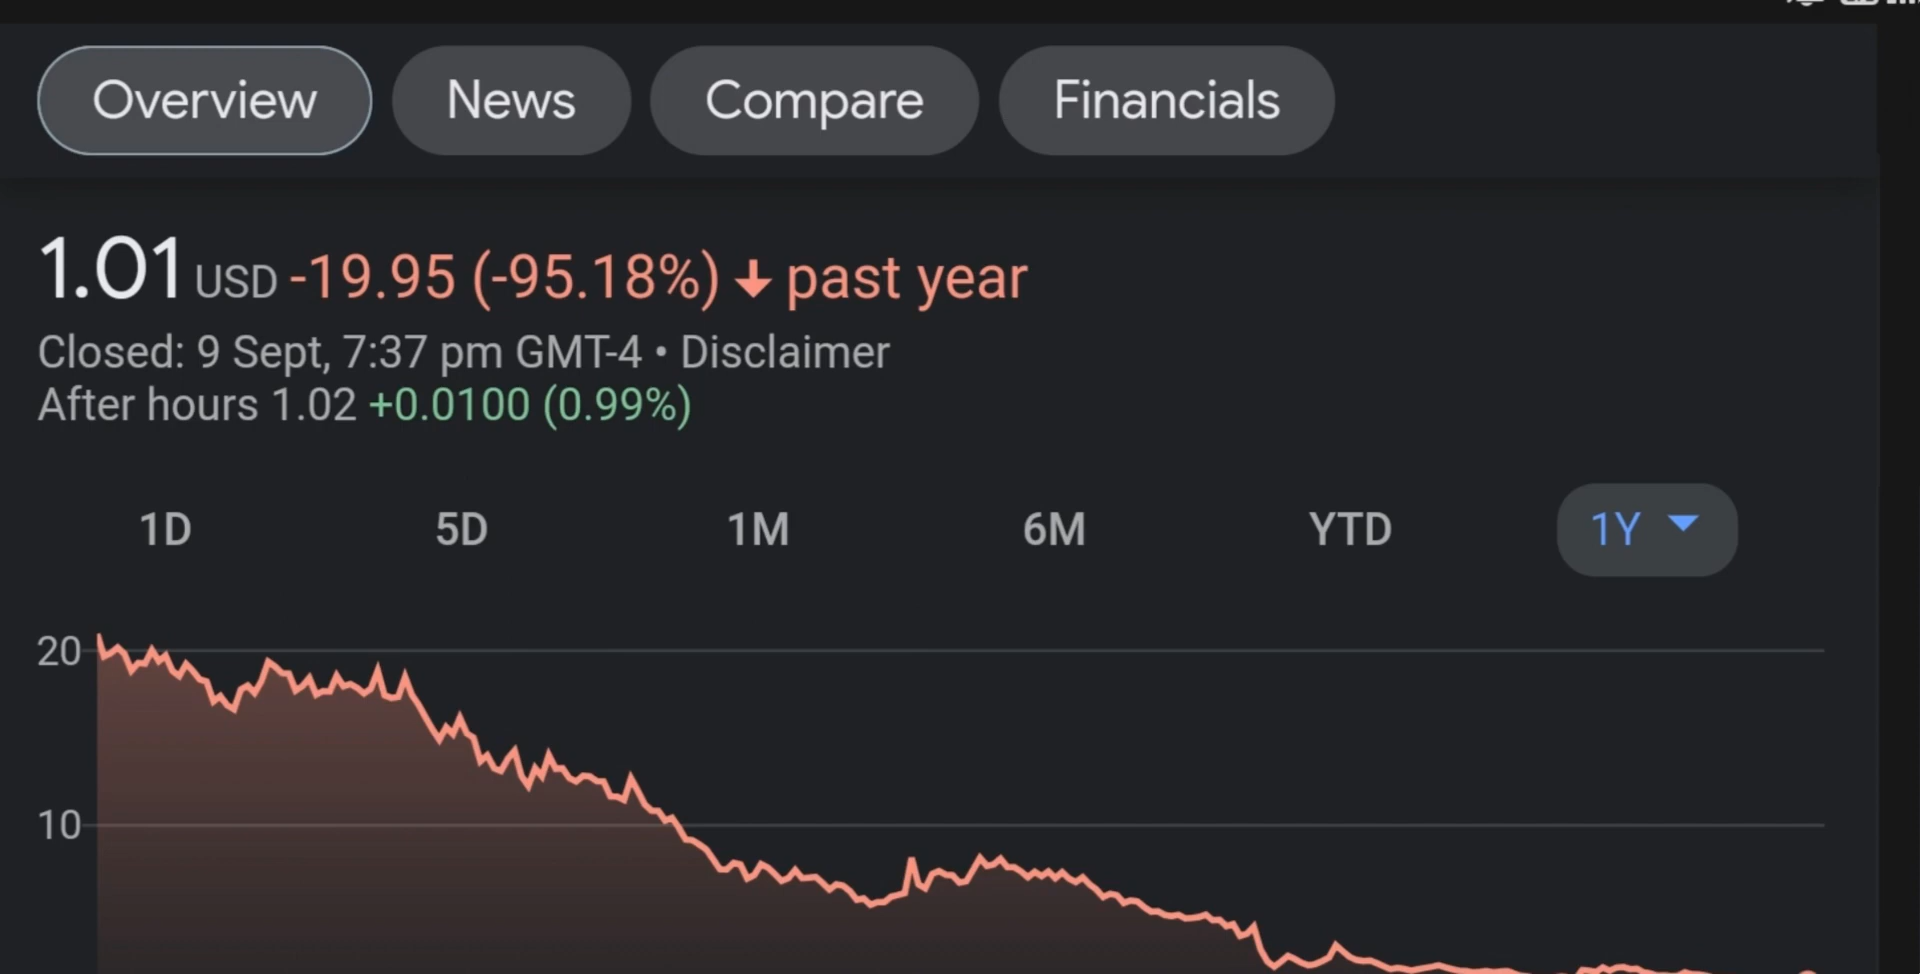 Overview News Compare Financials
1.01 USD -19.95 (-95.18%) ↓ past year
Closed: 9 Sept, 7:37 pm GMT-4 • Disclaimer
After hours 1.02 +0.0100 (0.99%)
1D 5D 1M 6M YTD 1Y
20
10